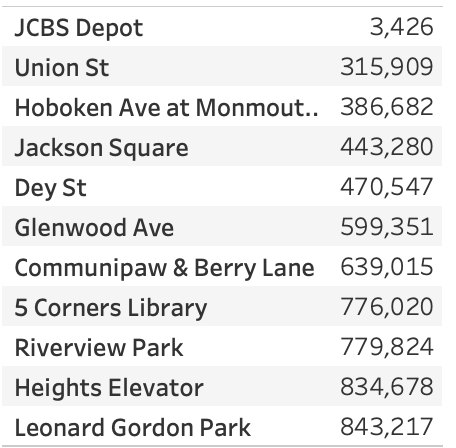 JCBS Depot 3,426
Union St 315,909
Hoboken Ave at Monmout.. 386,682
Jackson Square 443,280
Dey St 470,547
Glenwood Ave 599,351
Communipaw & Berry Lane 639,015
5 Corners Library 776,020
Riverview Park 779,824
Heights Elevator 834,678
Leonard Gordon Park 843,217